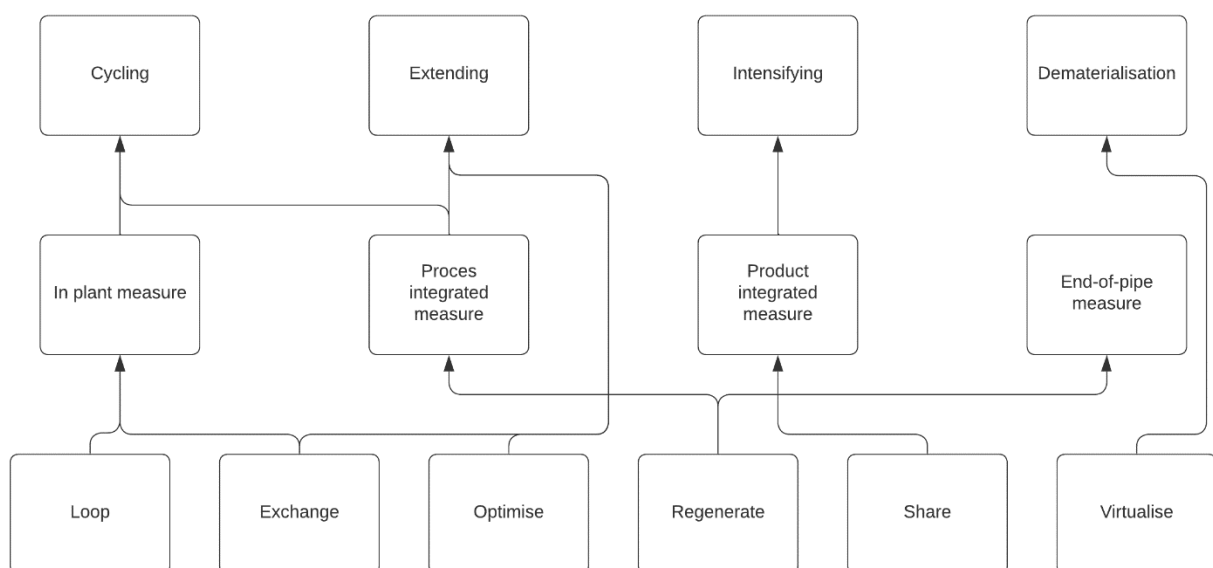 Cycling
Extending
Intensifying
Dematerialisation
In plant measure
Proces
integrated
measure
Product
integrated
measure
End-of-pipe
measure
Loop
Exchange
Optimise
Regenerate
Share
Virtualise